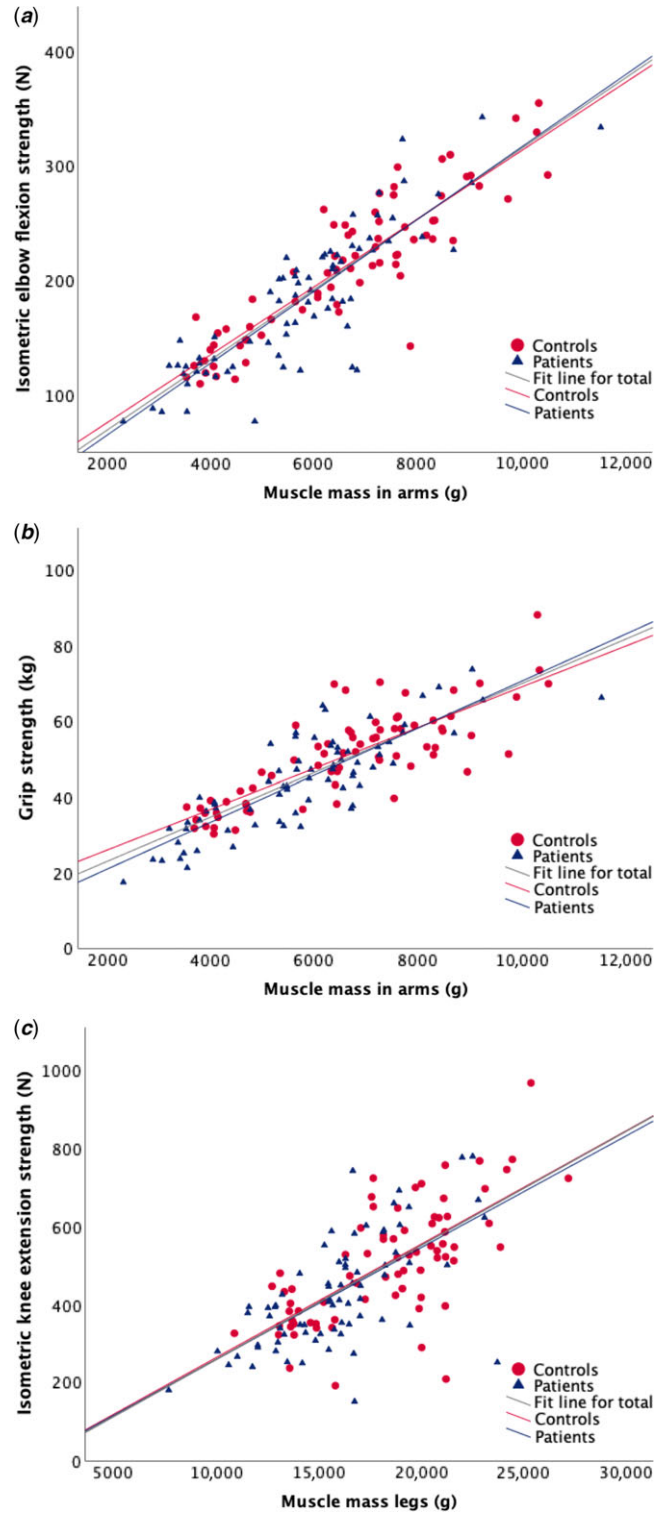 (a)
Isometric elbow flexion strength (N)
400
300
200
100
Controls
Patients
Fit line for total
Controls
Patients
2000 4000 6000 8000 10,000 12,000
Muscle mass in arms (g)
(b)
Grip strength (kg)
100
80
60
40
20
0
Controls
Patients
Fit line for total
Controls
Patients
2000 4000 6000 8000 10,000 12,000
Muscle mass in arms (g)
(c)
Isometric knee extension strength (N)
1000
800
600
400
200
0
Controls
Patients
Fit line for total
Controls
Patients
5000 10,000 15,000 20,000 25,000 30,000
Muscle mass legs (g)